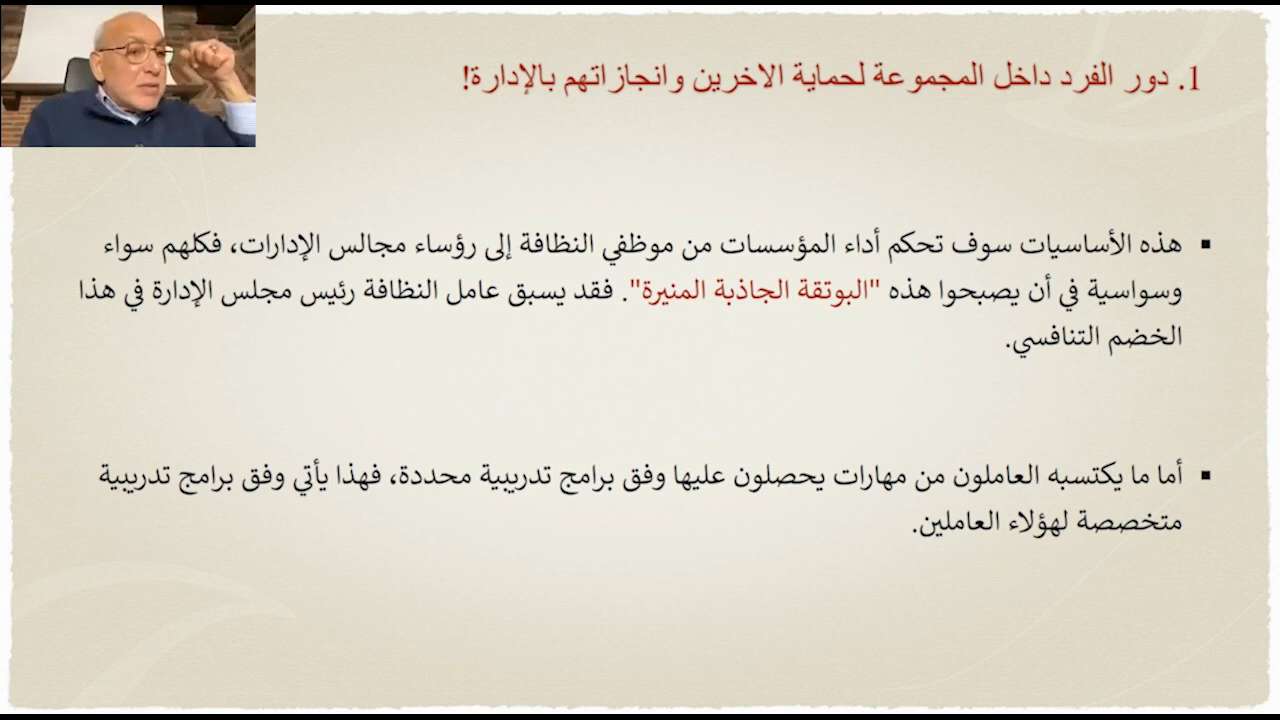 1. دور الفرد داخل المجموعة لحماية الاخرين وانجازاتهم بالإدارة!
▪ هذه الأساسيات سوف تحكم أداء المؤسسات من موظفي النظافة إلى رؤساء مجالس الإدارات، فكلهم سواء
وسواسية في أن يصبحوا هذه "البوتقة الجاذبة المنيرة". فقد يسبق عامل النظافة رئيس مجلس الإدارة في هذا
الخضم التنافسي.
▪ أما ما يكتسبه العاملون من مهارات يحصلون عليها وفق برامج تدريبية محددة، فهذا يأتي وفق برامج تدريبية
متخصصة لهؤلاء العاملين.